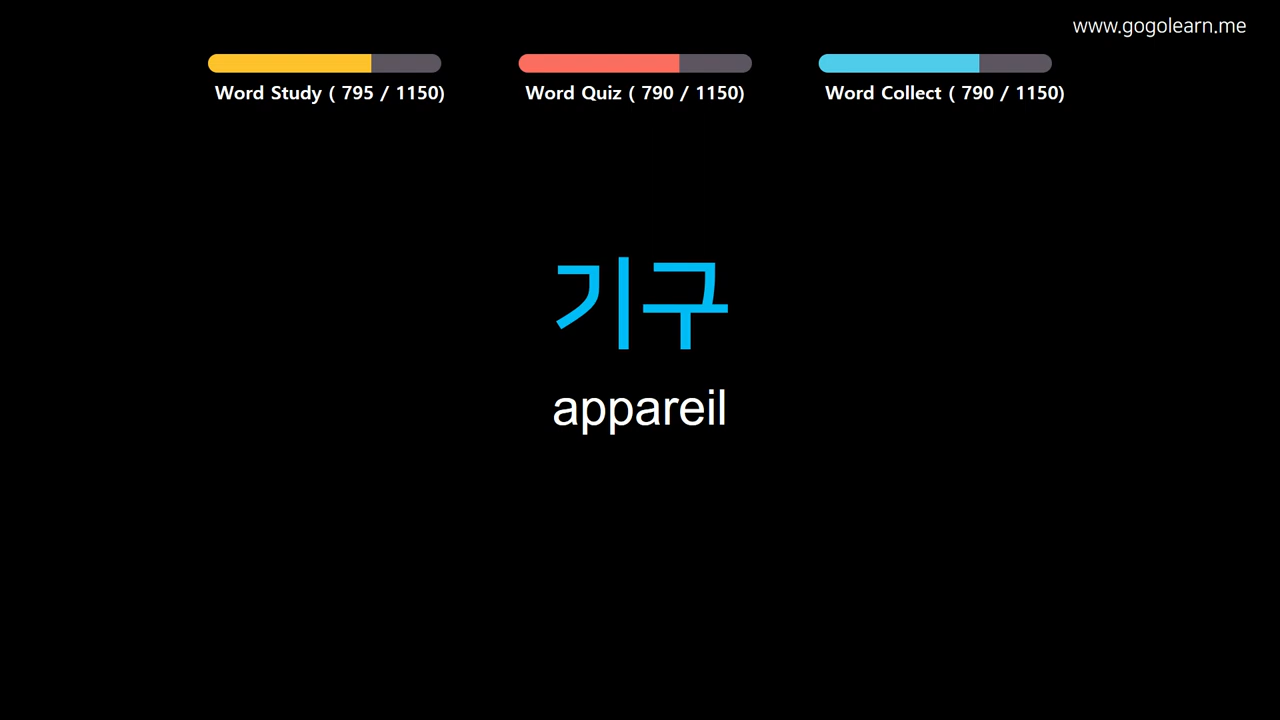 www.gogolearn.me
Word Study ( 795 / 1150)
Word Quiz ( 790 / 1150)
Word Collect ( 790 / 1150)
기구
appareil